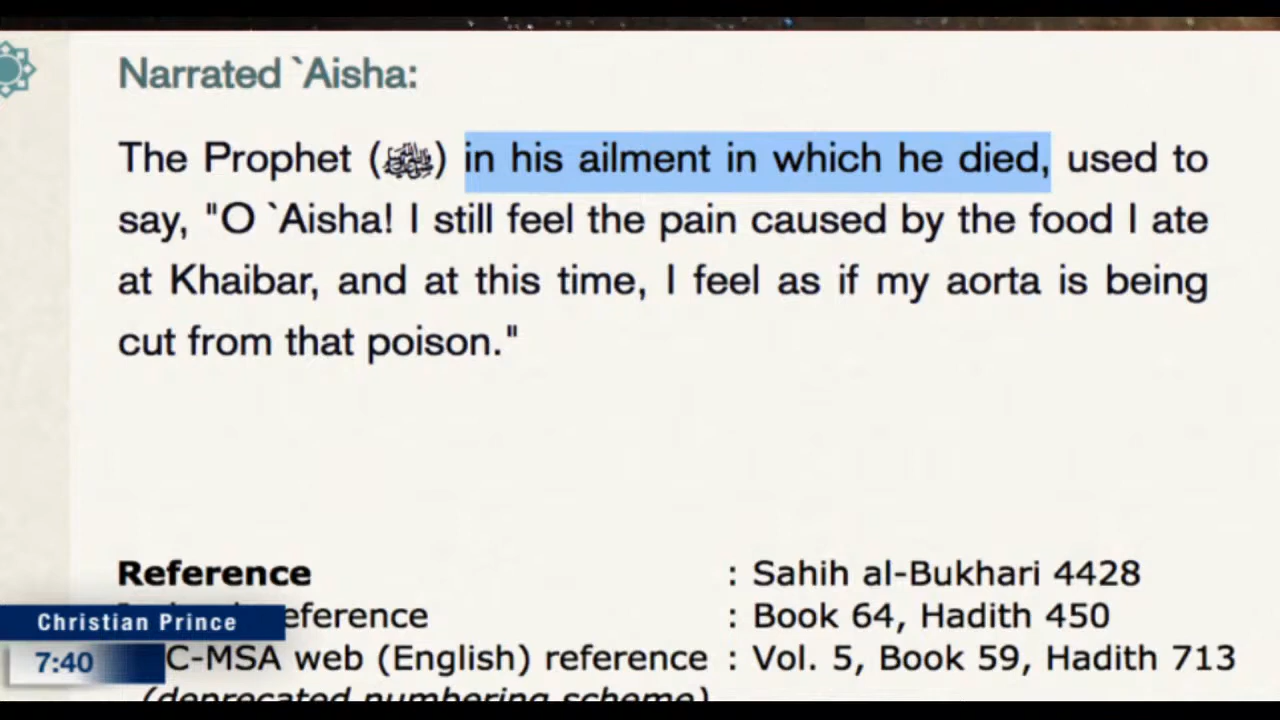 Narrated `Aisha:
The Prophet (ﷺ) in his ailment in which he died, used to
say, "O `Aisha! I still feel the pain caused by the food I ate
at Khaibar, and at this time, I feel as if my aorta is being
cut from that poison."
Reference : Sahih al-Bukhari 4428
eference : Book 64, Hadith 450
Christian Prince
C-MSA web (English) reference : Vol. 5, Book 59, Hadith 713
7:40
(deprecated numbering scheme)